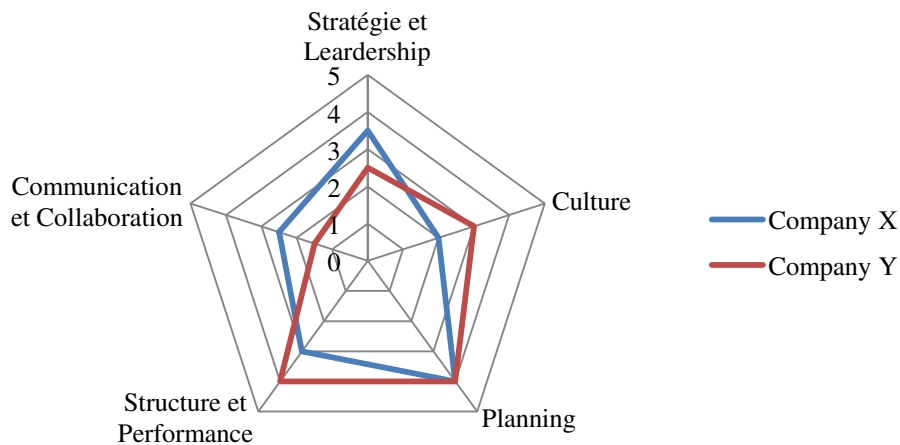 Stratégie et
Leardership
5
4
3
2
1
0
Culture
Communication
et Collaboration
Structure et
Performance
Planning
Company X
Company Y